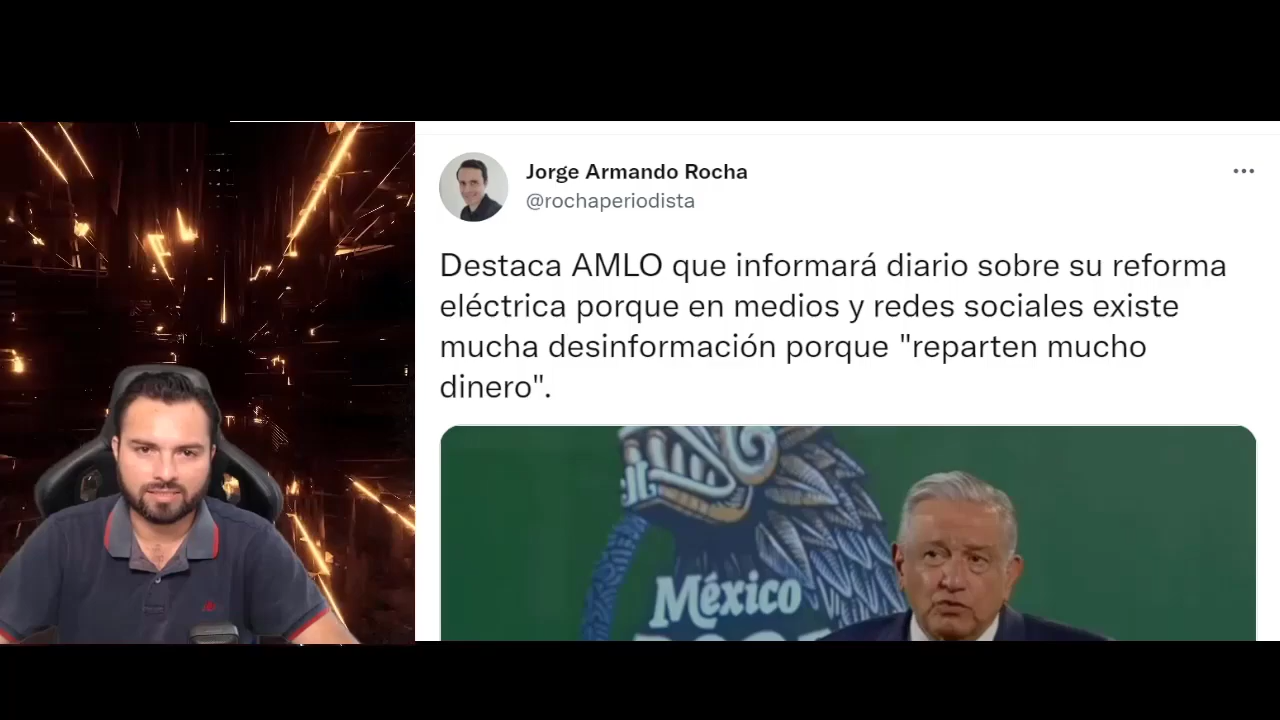 Jorge Armando Rocha
@rochaperiodista
Destaca AMLO que informará diario sobre su reforma
eléctrica porque en medios y redes sociales existe
mucha desinformación porque "reparten mucho
dinero".
México